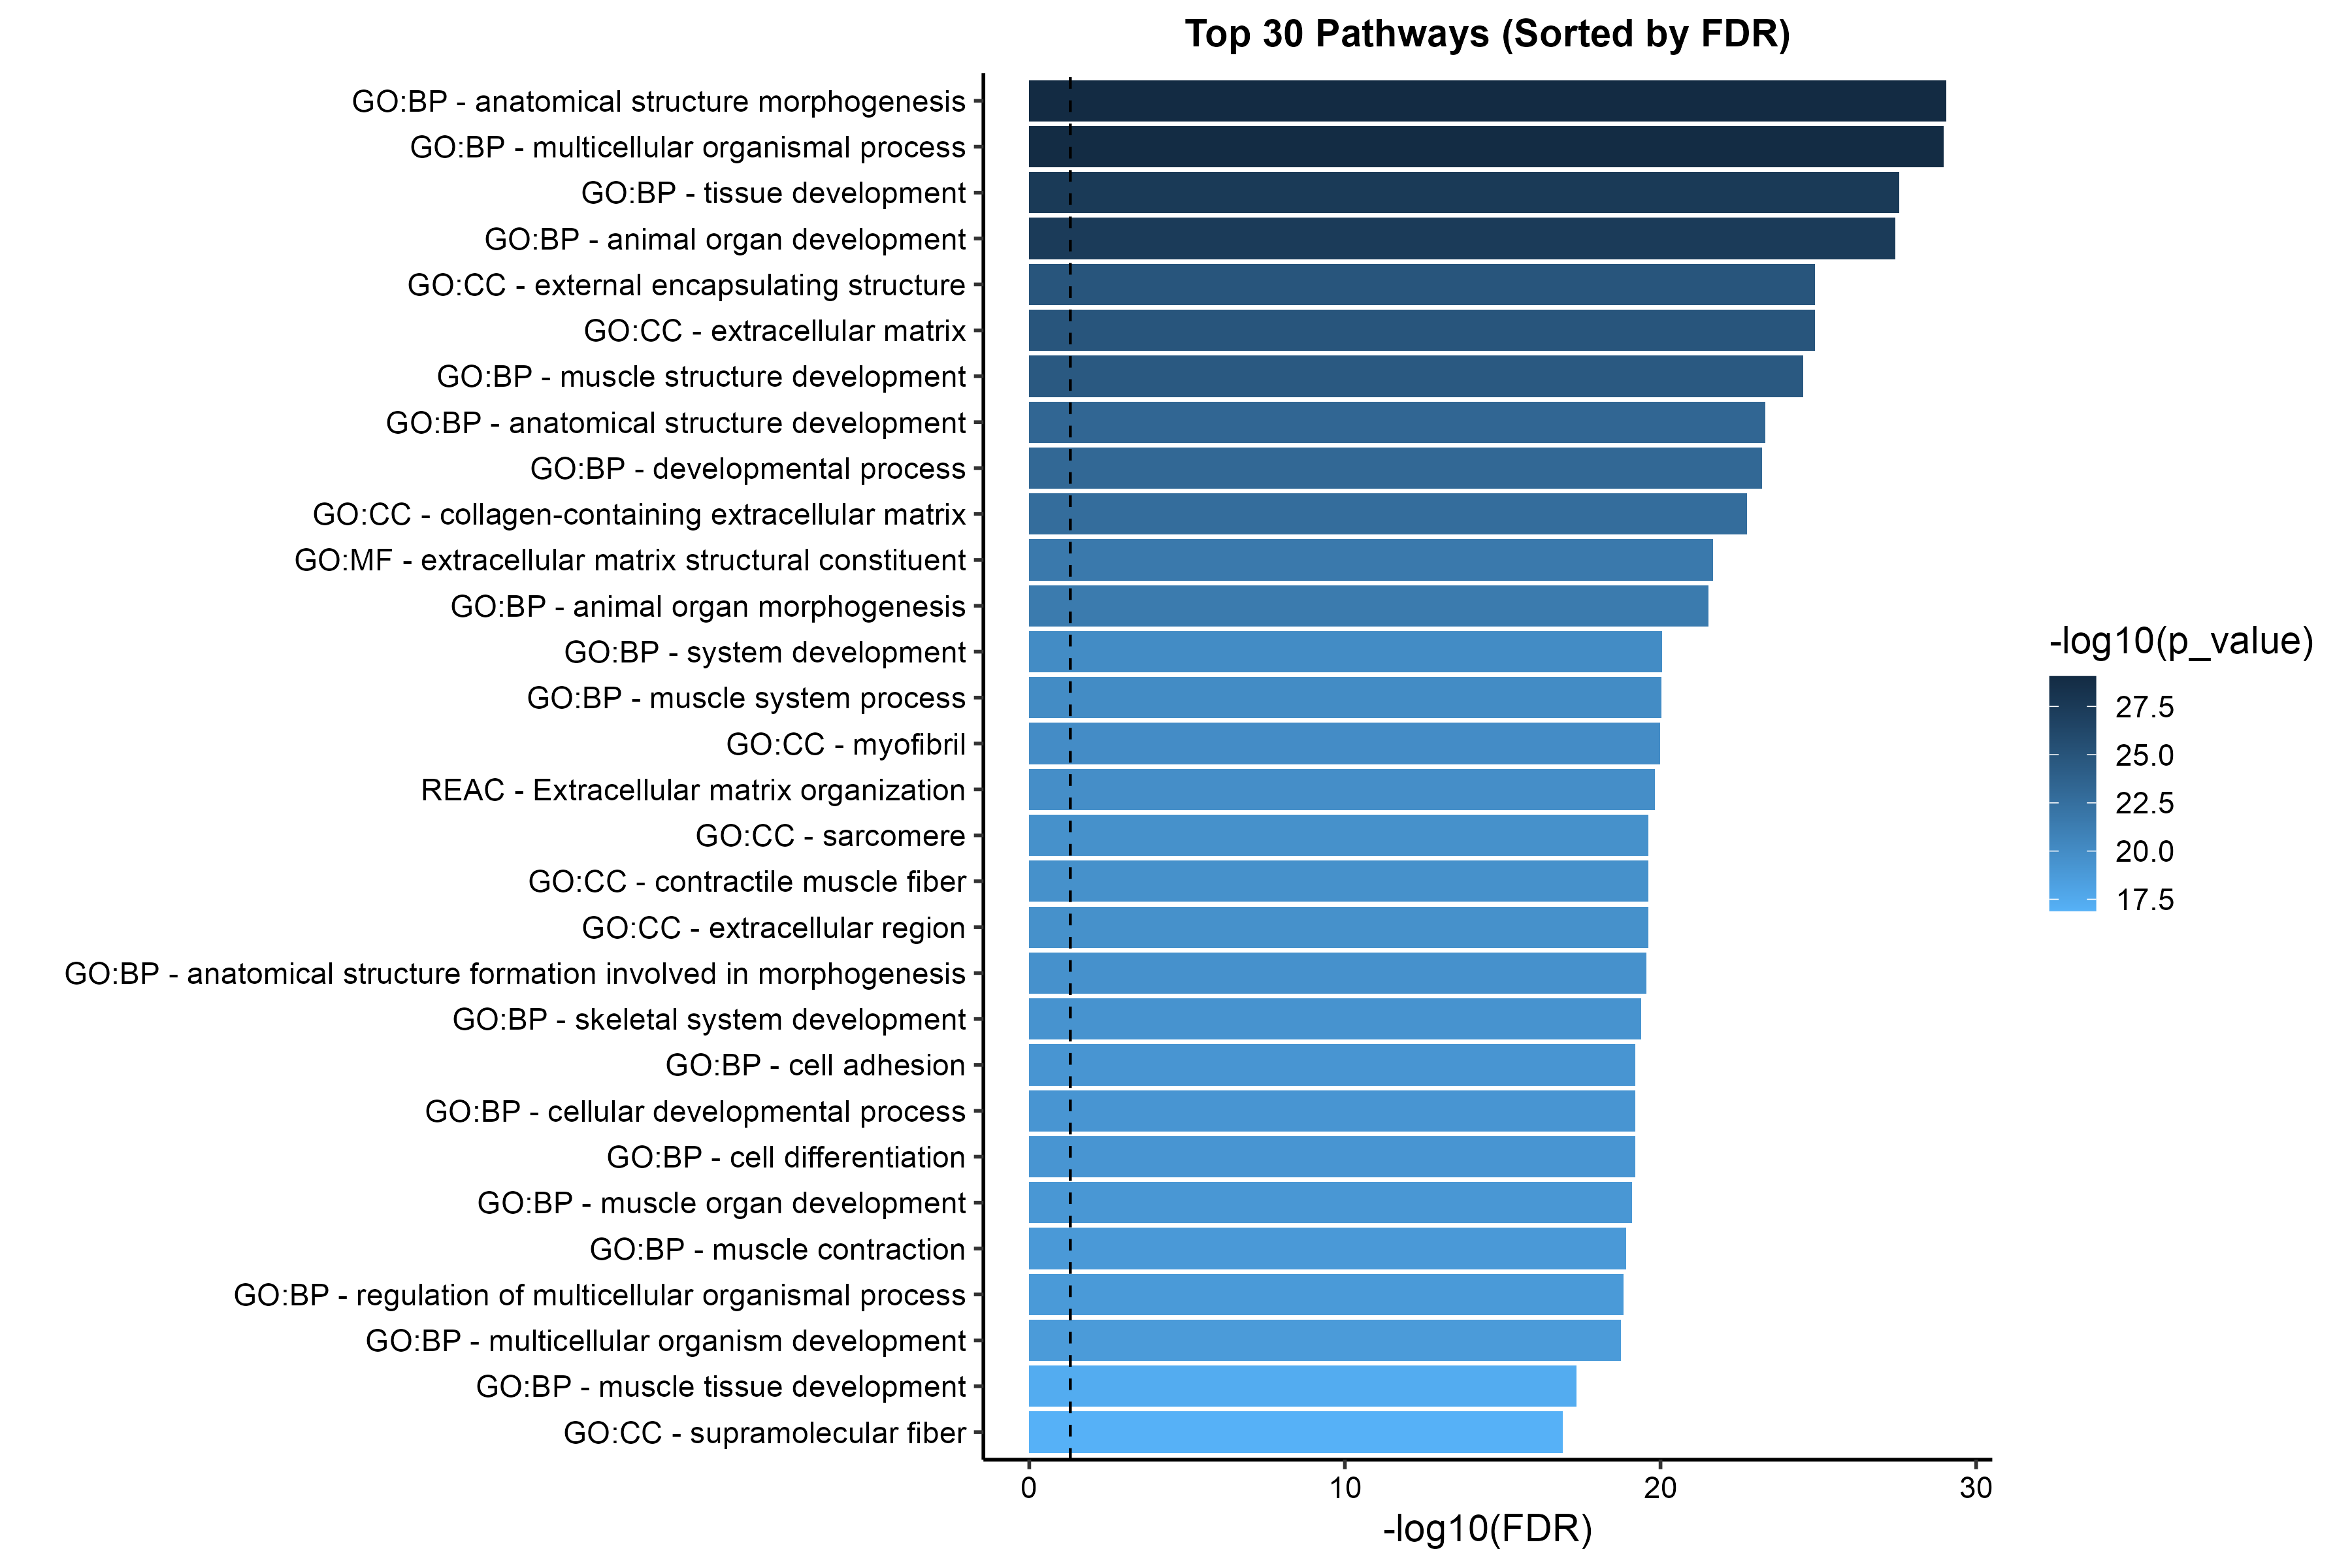 Top 30 Pathways (Sorted by FDR)
GO:BP - anatomical structure morphogenesis
GO:BP - multicellular organismal process
GO:BP - tissue development
GO:BP - animal organ development
GO:CC - external encapsulating structure
GO:CC - extracellular matrix
GO:BP - muscle structure development
GO:BP - anatomical structure development
GO:BP - developmental process
GO:CC - collagen-containing extracellular matrix
GO:MF - extracellular matrix structural constituent
GO:BP - animal organ morphogenesis
GO:BP - system development
GO:BP - muscle system process
GO:CC - myofibril
REAC - Extracellular matrix organization
GO:CC - sarcomere
GO:CC - contractile muscle fiber
GO:CC - extracellular region
GO:BP - anatomical structure formation involved in morphogenesis
GO:BP - skeletal system development
GO:BP - cell adhesion
GO:BP - cellular developmental process
GO:BP - cell differentiation
GO:BP - muscle organ development
GO:BP - muscle contraction
GO:BP - regulation of multicellular organismal process
GO:BP - multicellular organism development
GO:BP - muscle tissue development
GO:CC - supramolecular fiber
0 10 20 30
-log10(FDR)
-log10(p_value)
27.5
25.0
22.5
20.0
17.5